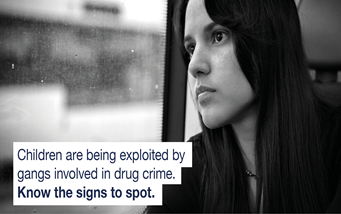 Children are being exploited by
gangs involved in drug crime.
Know the signs to spot.